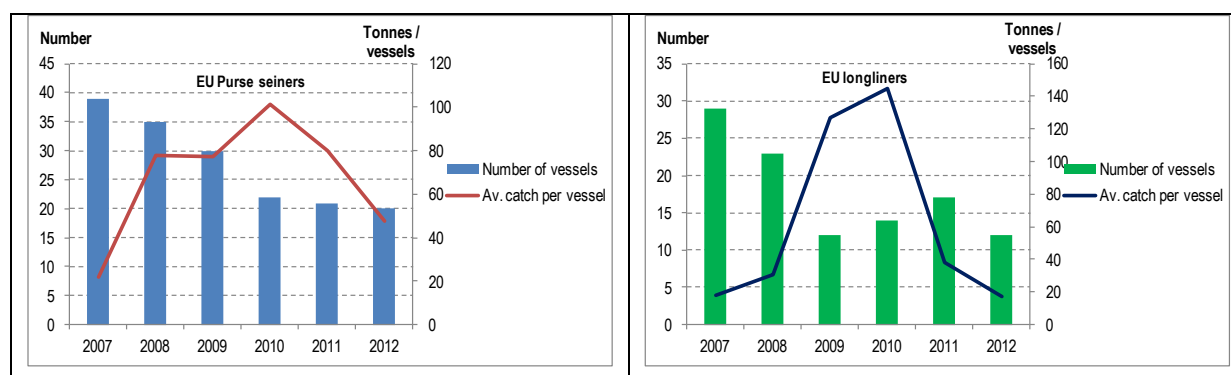 Number
Tonnes /
vessels
EU Purse seiners
45
40
35
30
25
20
15
10
5
0
120
100
80
60
40
20
0
Number of vessels
Av. catch per vessel
2007 2008 2009 2010 2011 2012
Number
Tonnes /
vessels
EU longliners
35
30
25
20
15
10
5
0
160
140
120
100
80
60
40
20
0
Number of vessels
Av. catch per vessel
2007 2008 2009 2010 2011 2012